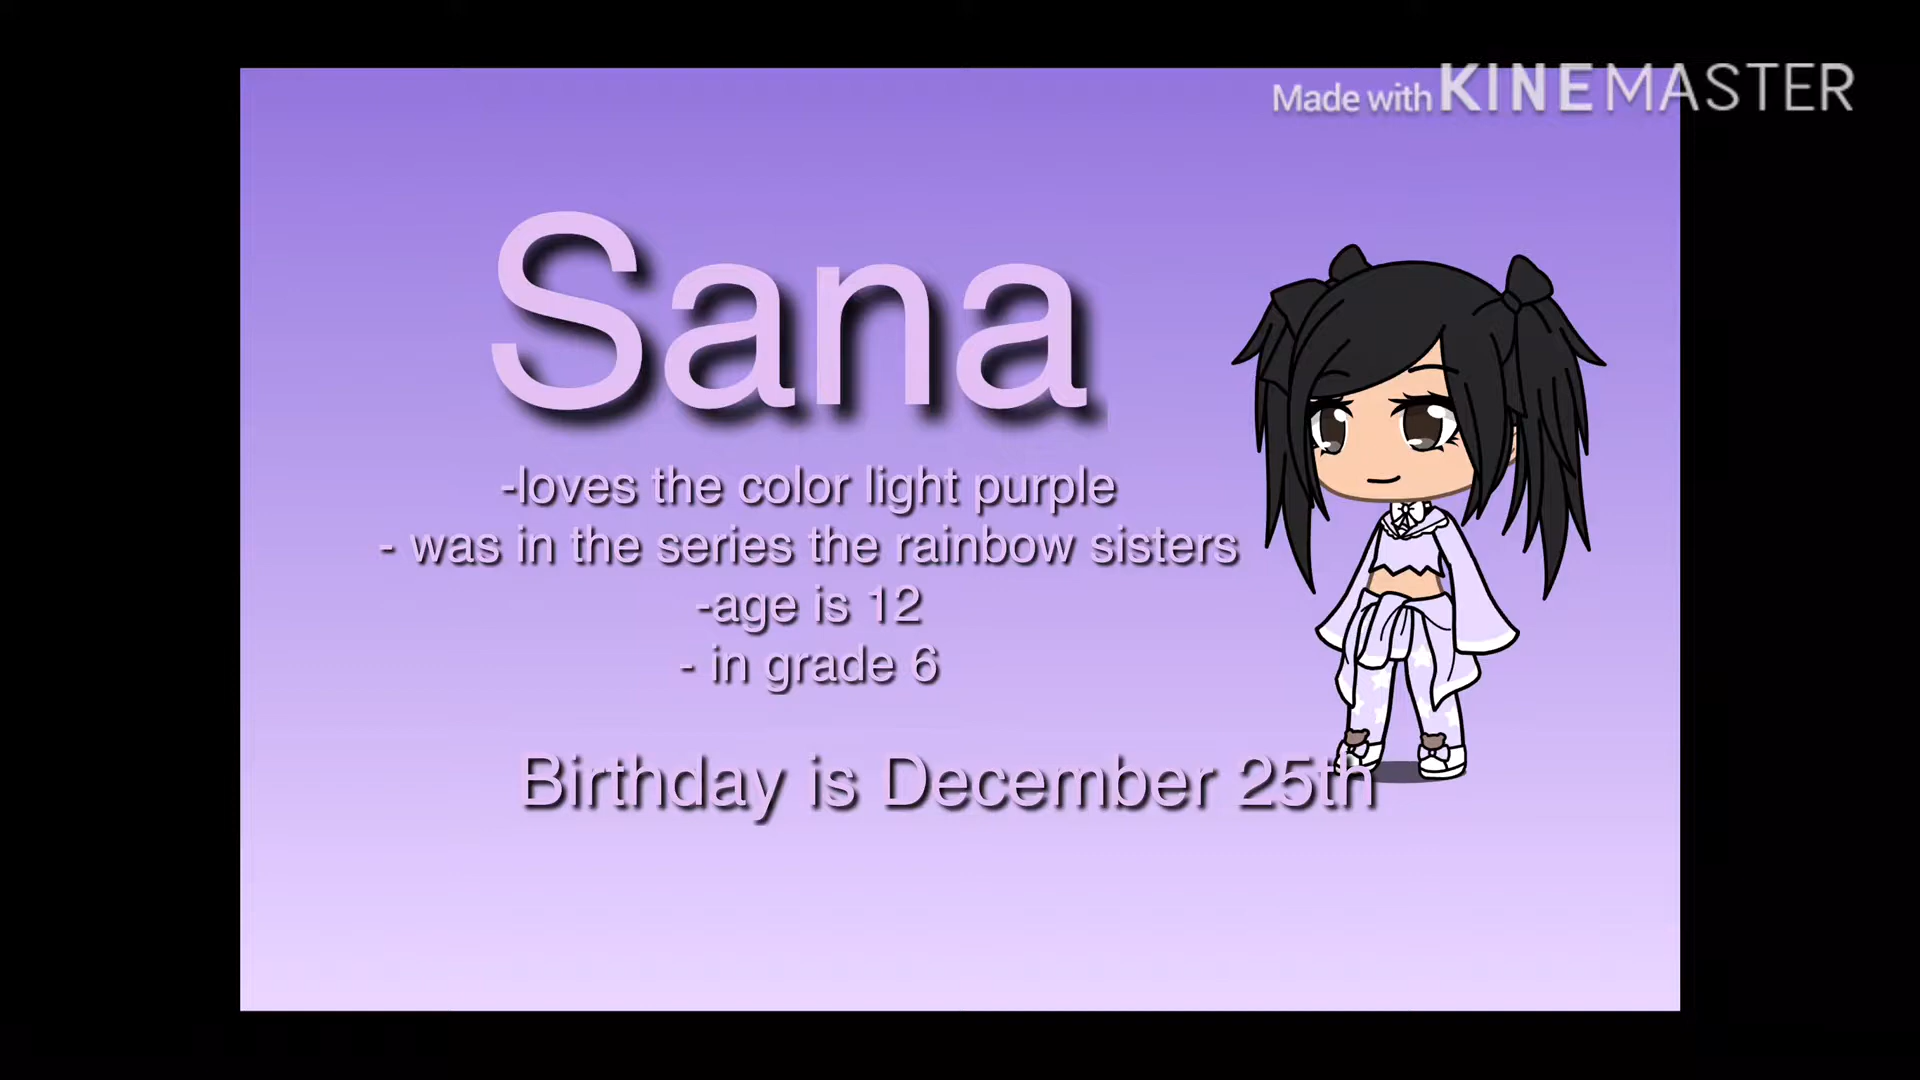 Made with KINEMASTER
Sana
-loves the color light purple
- was in the series the rainbow sisters
-age is 12
- in grade 6
Birthday is December 25th